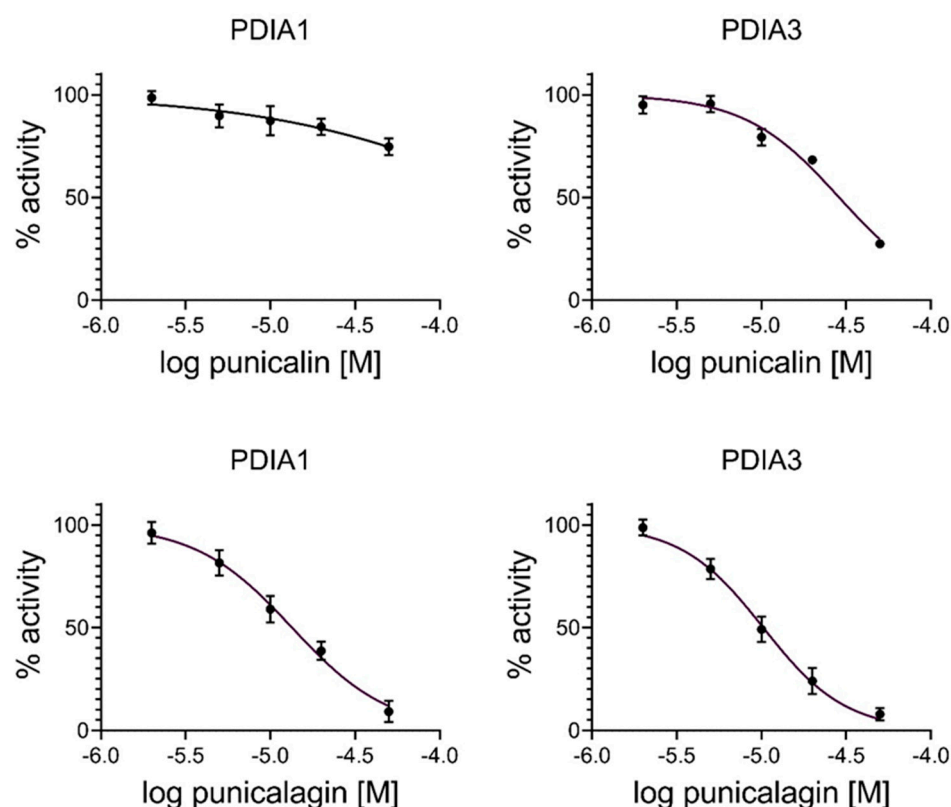 PDIA1
PDIA3
% activity
100
50
0
-6.0 -5.5 -5.0 -4.5 -4.0
log punicalin [M]
% activity
100
50
0
-6.0 -5.5 -5.0 -4.5 -4.0
log punicalin [M]
PDIA1
PDIA3
% activity
100
50
0
-6.0 -5.5 -5.0 -4.5 -4.0
log punicalagin [M]
% activity
100
50
0
-6.0 -5.5 -5.0 -4.5 -4.0
log punicalagin [M]